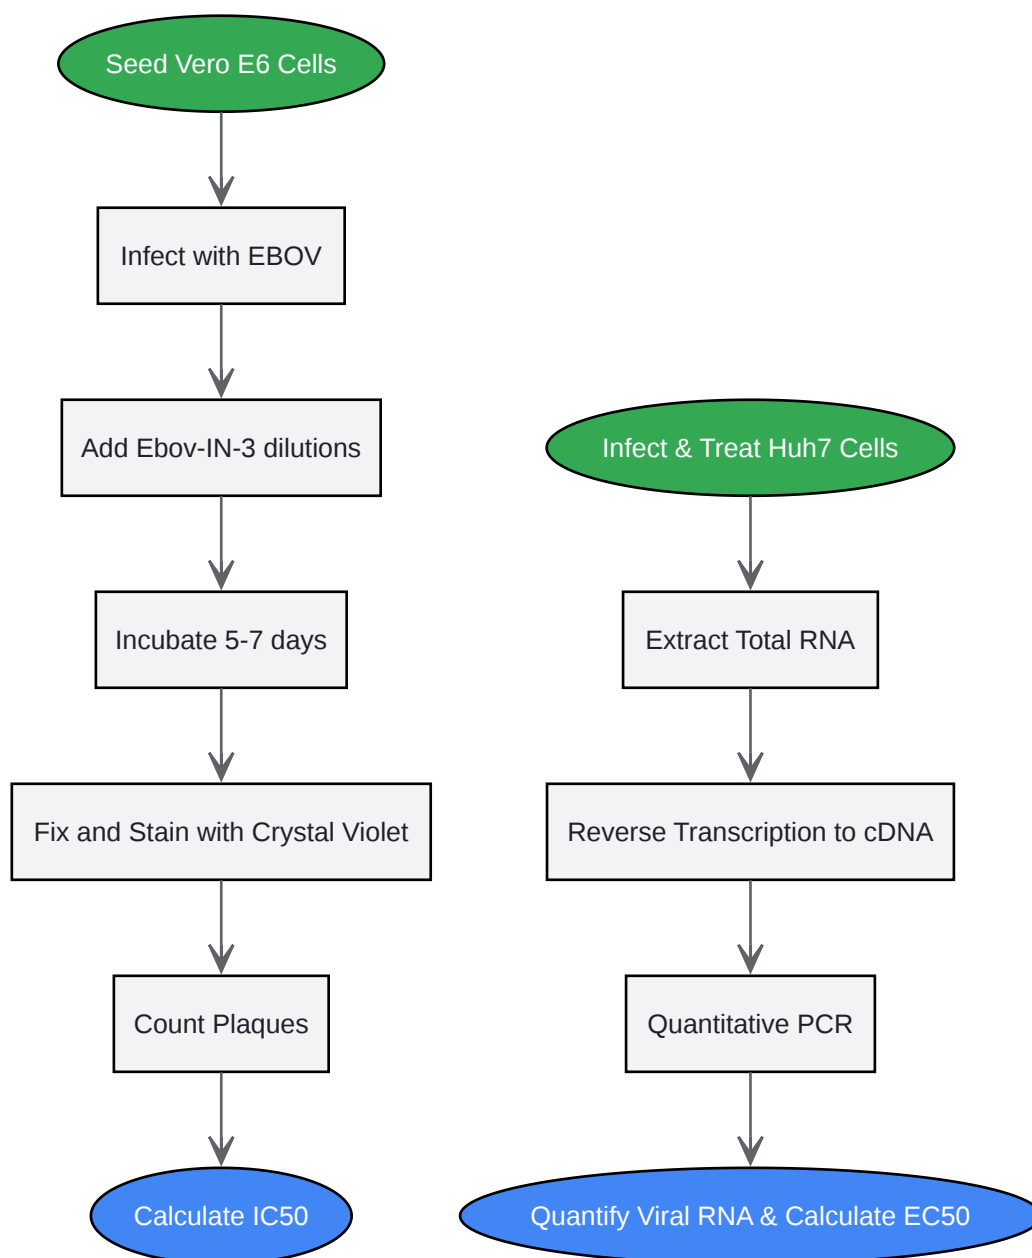 Seed Vero E6 Cells
Infect with EBOV
Add Ebov-IN-3 dilutions
Incubate 5-7 days
Fix and Stain with Crystal Violet
Count Plaques
Calculate IC50
Infect & Treat Huh7 Cells
Extract Total RNA
Reverse Transcription to cDNA
Quantitative PCR
Quantify Viral RNA & Calculate EC50